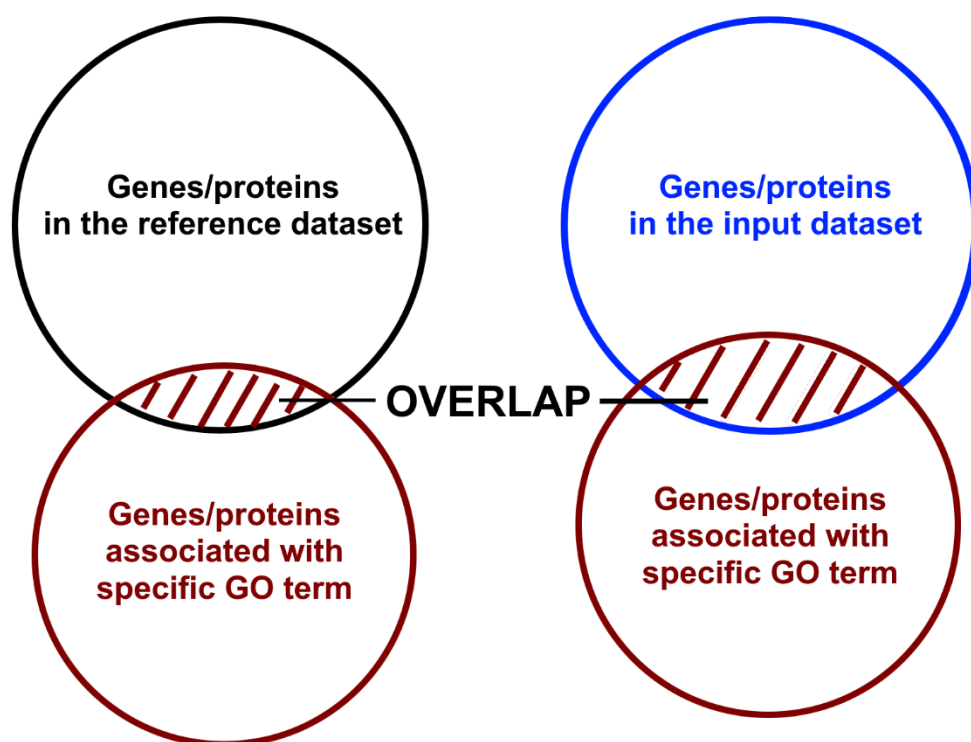 Genes/proteins
in the reference dataset
Genes/proteins
in the input dataset
OVERLAP
Genes/proteins
associated with
specific GO term
Genes/proteins
associated with
specific GO term